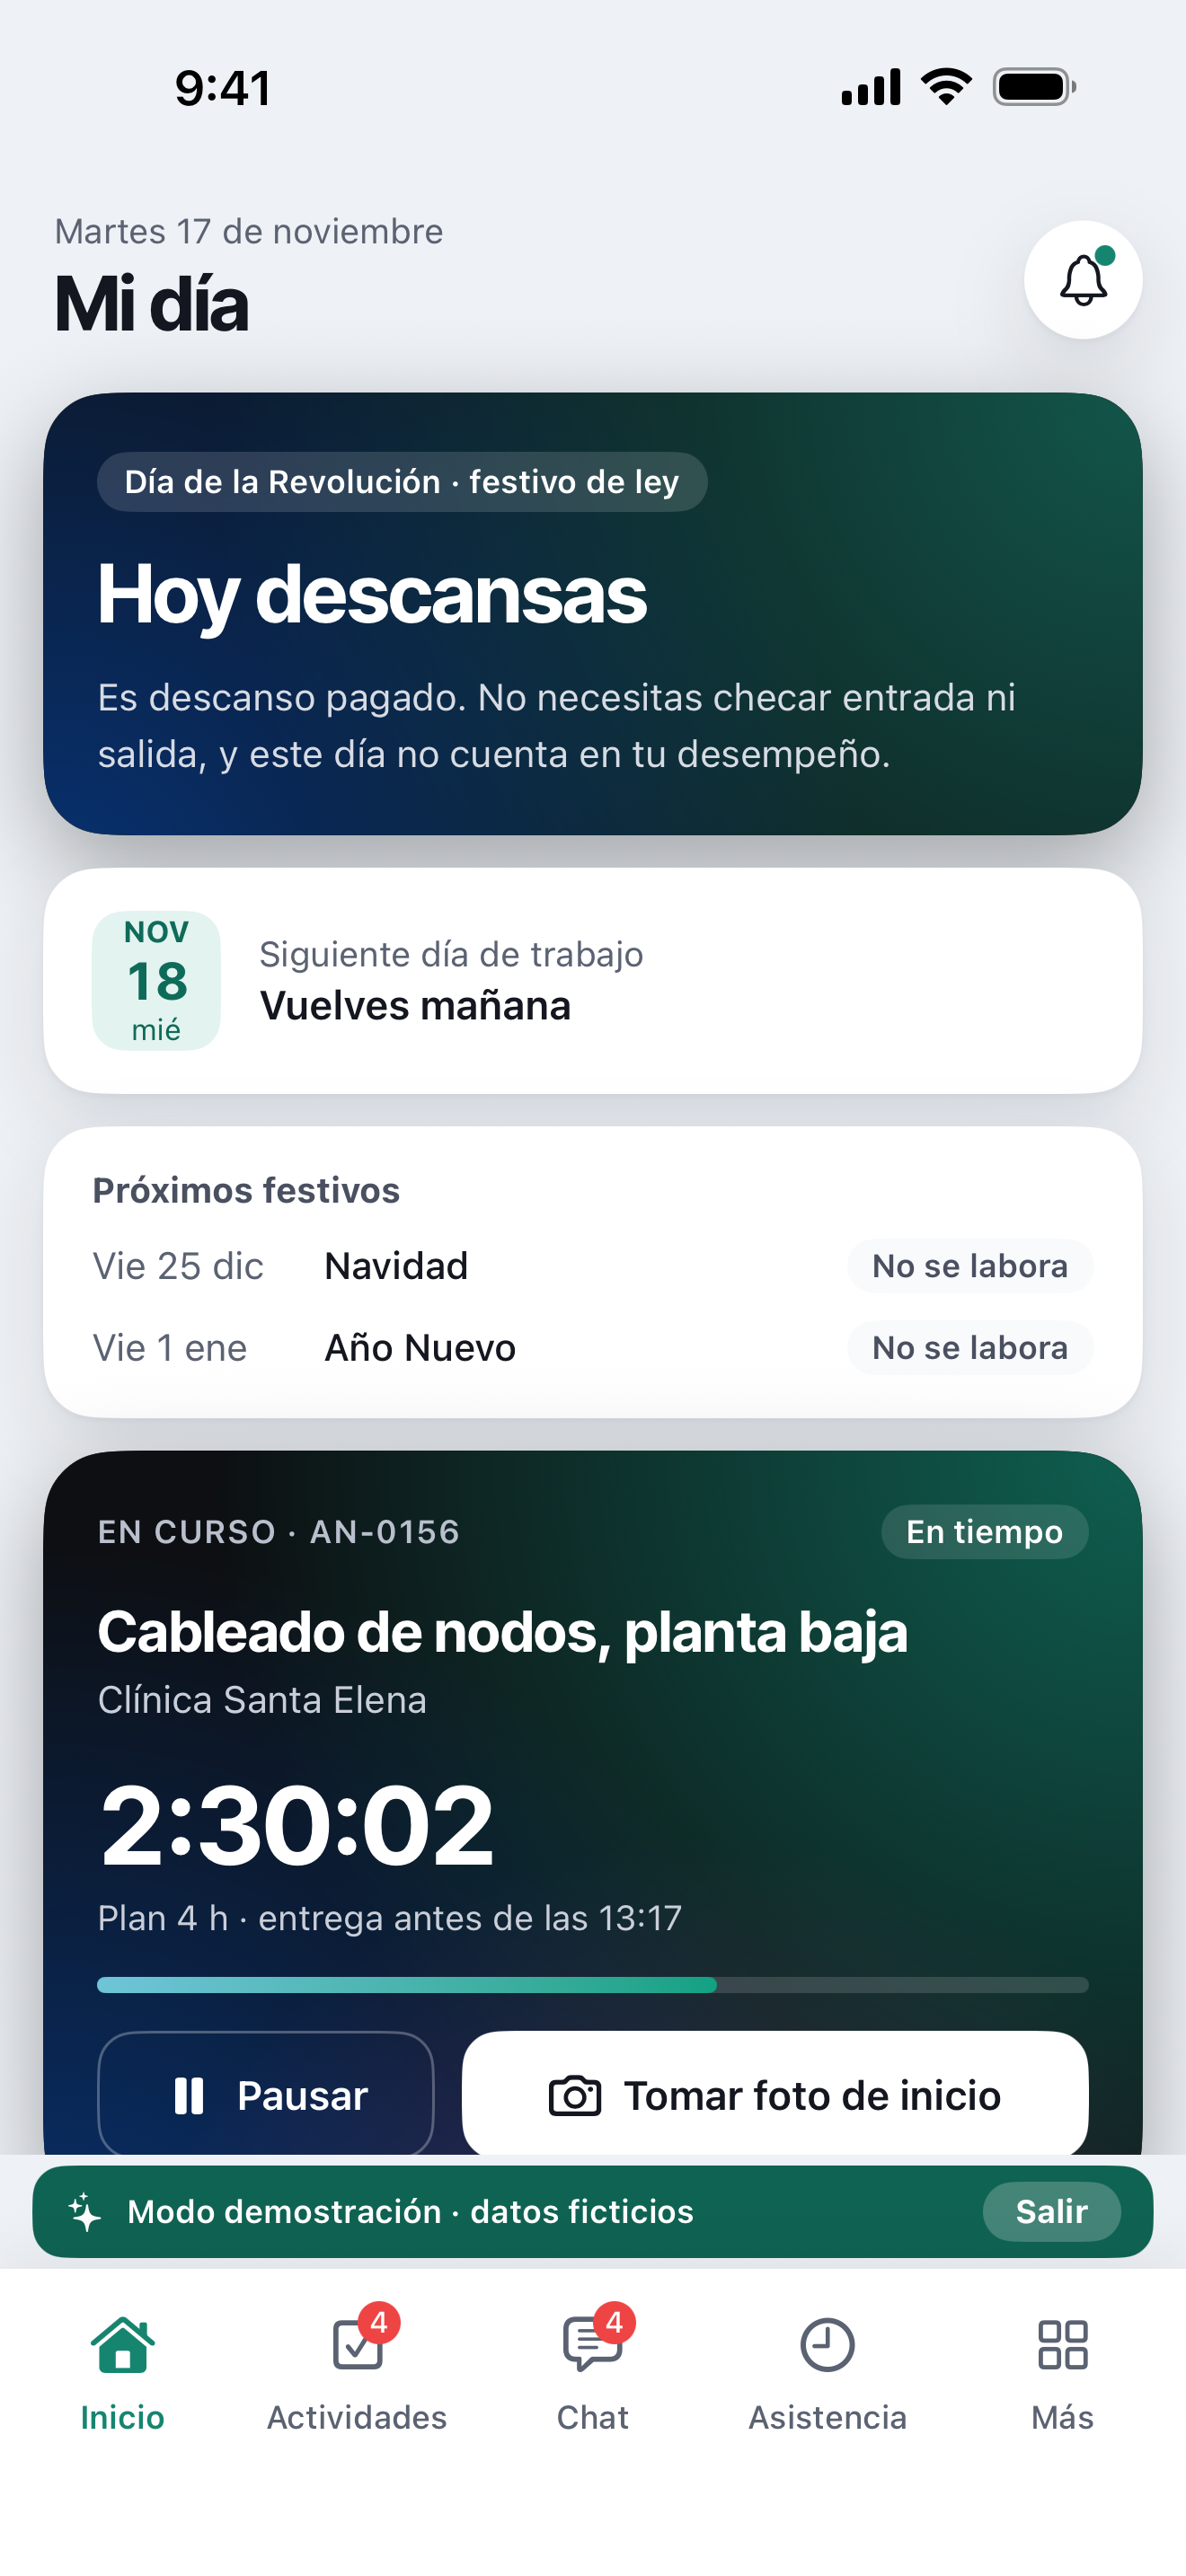 9:41
Martes 17 de noviembre
Mi día
Día de la Revolución · festivo de ley
Hoy descansas
Es descanso pagado. No necesitas checar entrada ni
salida, y este día no cuenta en tu desempeño.
NOV
18
mié
Siguiente día de trabajo
Vuelves mañana
Próximos festivos
Vie 25 dic Navidad No se labora
Vie 1 ene Año Nuevo No se labora
EN CURSO · AN-0156 En tiempo
Cableado de nodos, planta baja
Clínica Santa Elena
2:30:02
Plan 4 h · entrega antes de las 13:17
Pausar Tomar foto de inicio
Modo demostración · datos ficticios Salir
4 4
Inicio Actividades Chat Asistencia Más